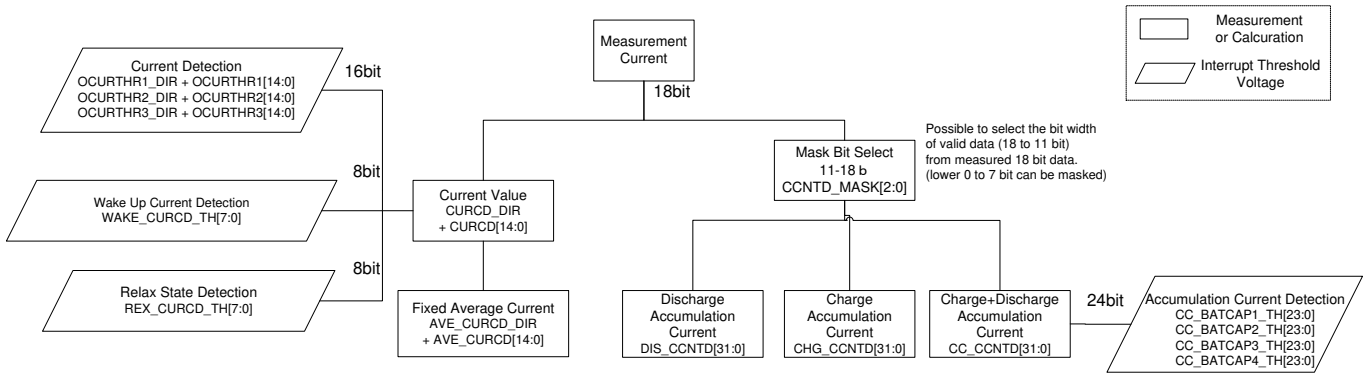 Measurement
Current
18bit
Measurement
or Calcuration
Interrupt Threshold
Voltage
Current Detection
OCURTHR1_DIR + OCURTHR1[14:0]
OCURTHR2_DIR + OCURTHR2[14:0]
OCURTHR3_DIR + OCURTHR3[14:0]
16bit
Wake Up Current Detection
WAKE_CURCD_TH[7:0]
8bit
Relax State Detection
REX_CURCD_TH[7:0]
8bit
Current Value
CURCD_DIR
+ CURCD[14:0]
Fixed Average Current
AVE_CURCD_DIR
+ AVE_CURCD[14:0]
Mask Bit Select
11-18 b
CCNTD_MASK[2:0]
Possible to select the bit width
of valid data (18 to 11 bit)
from measured 18 bit data.
(lower 0 to 7 bit can be masked)
Discharge
Accumulation
Current
DIS_CCNTD[31:0]
Charge
Accumulation
Current
CHG_CCNTD[31:0]
Charge+Discharge
Accumulation
Current
CC_CCNTD[31:0]
24bit
Accumulation Current Detection
CC_BATCAP1_TH[23:0]
CC_BATCAP2_TH[23:0]
CC_BATCAP3_TH[23:0]
CC_BATCAP4_TH[23:0]